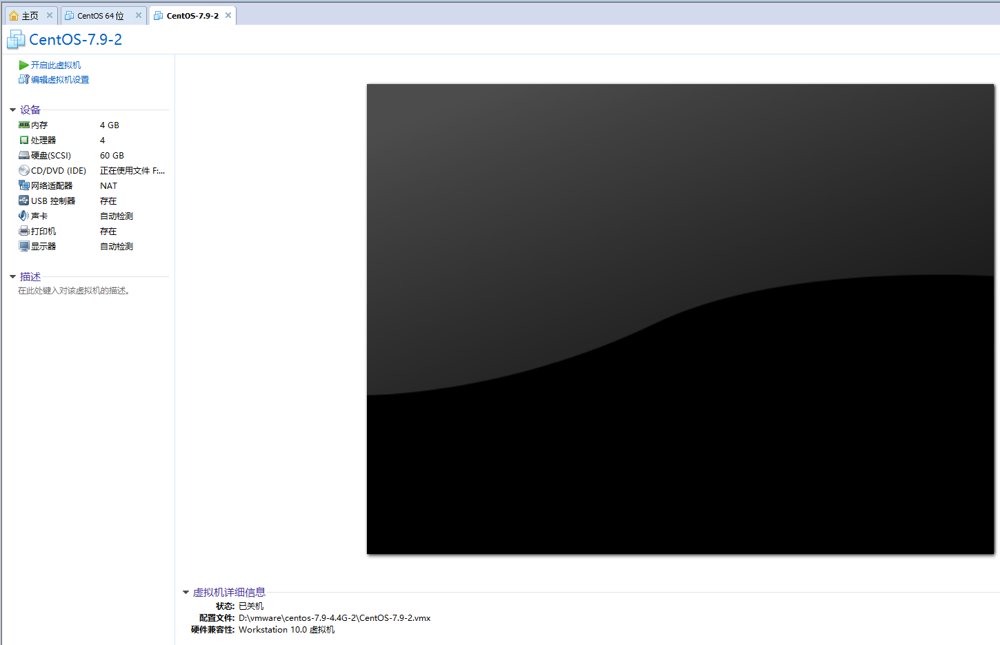 主页
CentOS 64 位
CentOS-7.9-2
CentOS-7.9-2
开启此虚拟机
编辑虚拟机设置
设备
内存 4 GB
处理器 4
硬盘(SCSI) 60 GB
CD/DVD (IDE) 正在使用文件 F:...
网络适配器 NAT
USB 控制器 存在
声卡 自动检测
打印机 存在
显示器 自动检测
描述
在此处键入对该虚拟机的描述。
虚拟机详细信息
状态: 已关机
配置文件: D:\vmware\centos-7.9-4.4G-2\CentOS-7.9-2.vmx
硬件兼容性: Workstation 10.0 虚拟机